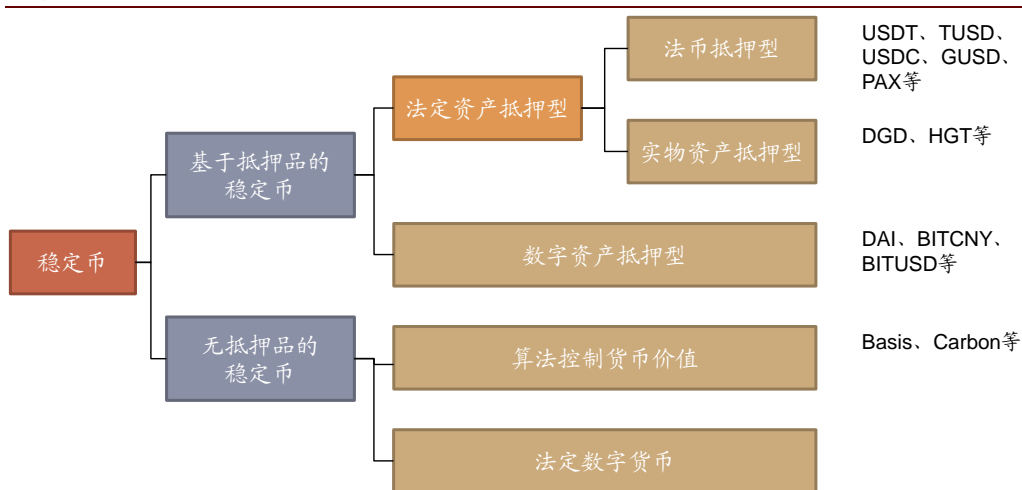 法币抵押型
USDT、TUSD、
USDC、GUSD、
PAX等
法定资产抵押型
实物资产抵押型
DGD、HGT等
基于抵押品的
稳定币
数字资产抵押型
DAI、BITCNY、
BITUSD等
稳定币
无抵押品的
稳定币
算法控制货币价值
Basis、Carbon等
法定数字货币